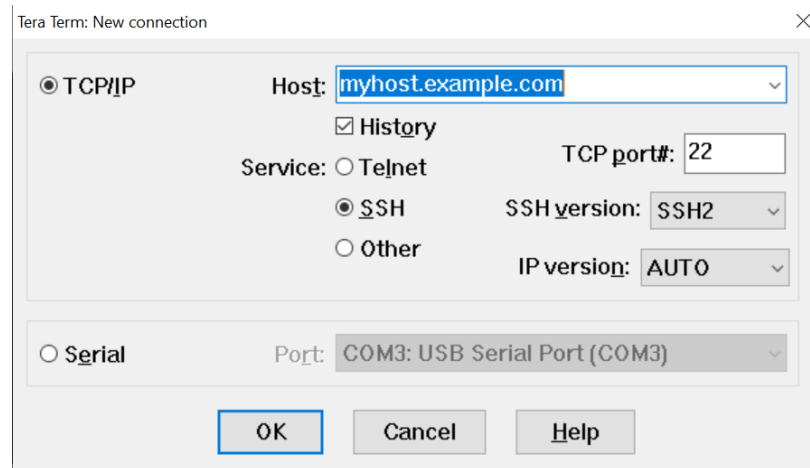 Tera Term: New connection
TCP/IP Host: myhost.example.com
History
Service: Telnet TCP port#: 22
SSH SSH version: SSH2
Other IP version: AUTO
Serial Port: COM3: USB Serial Port (COM3)
OK Cancel Help